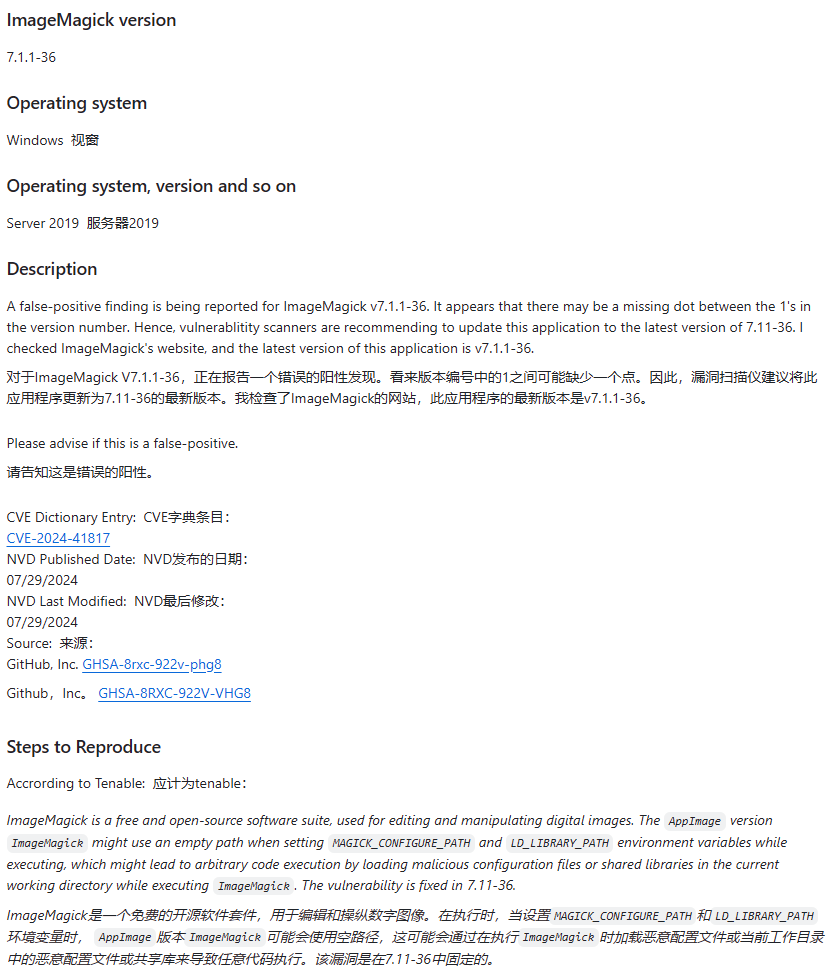 ImageMagick version
7.1.1-36
Operating system
Windows 视窗
Operating system, version and so on
Server 2019 服务器2019
Description
A false-positive finding is being reported for ImageMagick v7.1.1-36. It appears that there may be a missing dot between the 1's in
the version number. Hence, vulnerablitity scanners are recommending to update this application to the latest version of 7.11-36. I
checked ImageMagick's website, and the latest version of this application is v7.1.1-36.
对于ImageMagick V7.1.1-36，正在报告一个错误的阳性发现。看来版本编号中的1之间可能缺少一个点。因此，漏洞扫描仪建议将此
应用程序更新为7.11-36的最新版本。我检查了ImageMagick的网站，此应用程序的最新版本是v7.1.1-36。
Please advise if this is a false-positive.
请告知这是错误的阳性。
CVE Dictionary Entry: CVE字典条目：
CVE-2024-41817
NVD Published Date: NVD发布的日期：
07/29/2024
NVD Last Modified: NVD最后修改：
07/29/2024
Source: 来源：
GitHub, Inc. GHSA-8rxc-922v-phg8
Github，Inc。 GHSA-8RXC-922V-VHG8
Steps to Reproduce
Accrording to Tenable: 应计为tenable：
ImageMagick is a free and open-source software suite, used for editing and manipulating digital images. The AppImage version
ImageMagick might use an empty path when setting MAGICK_CONFIGURE_PATH and LD_LIBRARY_PATH environment variables while
executing, which might lead to arbitrary code execution by loading malicious configuration files or shared libraries in the current
working directory while executing ImageMagick. The vulnerability is fixed in 7.11-36.
ImageMagick是一个免费的开源软件套件，用于编辑和操纵数字图像。在执行时，当设置 MAGICK_CONFIGURE_PATH 和 LD_LIBRARY_PATH
环境变量时， AppImage 版本 ImageMagick 可能会使用空路径，这可能会通过在执行 ImageMagick 时加载恶意配置文件或当前工作目录
中的恶意配置文件或共享库来导致任意代码执行。该漏洞是在7.11-36中固定的。